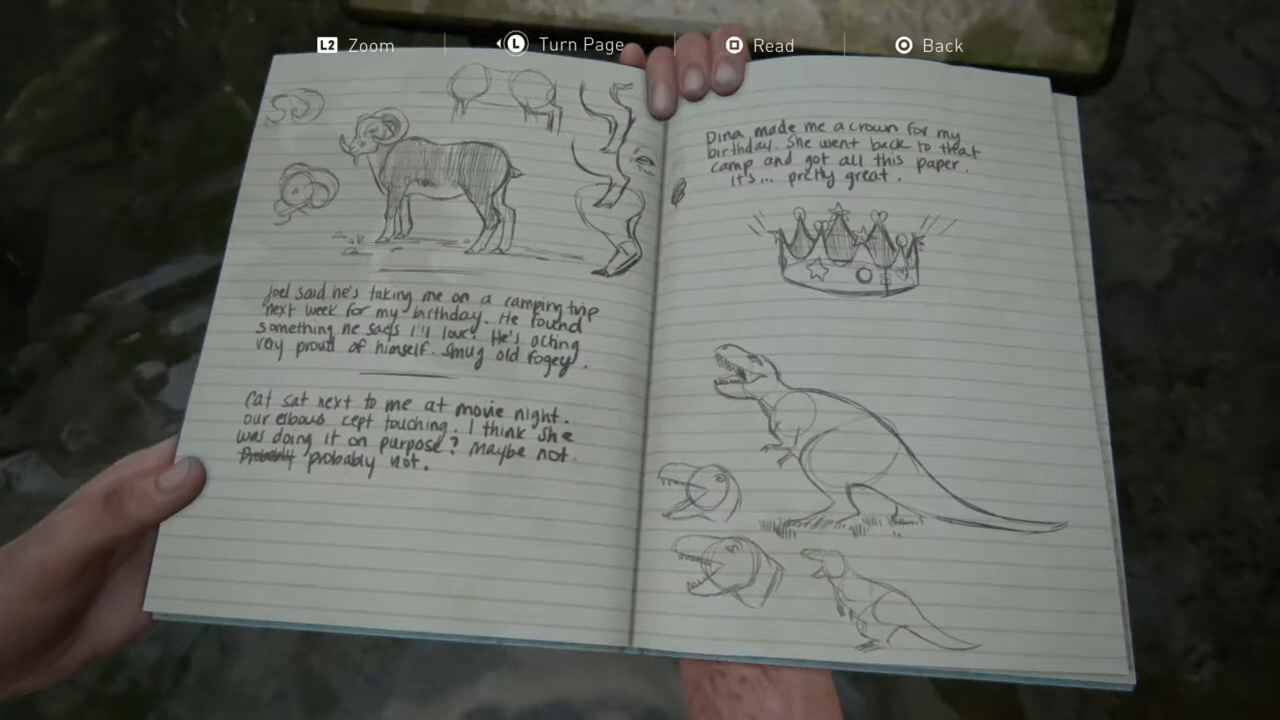 L2 Zoom
L Turn Page
Read
Back
Joel said he's taking me on a camping trip
next week for my birthday. He found
something he says I'll love. He's acting
very proud of himself. Smug old fogey.
Cat sat next to me at movie night.
our elbows cept touching. I think she
was doing it on purpose? Maybe not.
Probably probably not.
Dina made me a crown for my
birthday. She went back to that
camp and got all this paper.
it's... pretty great.